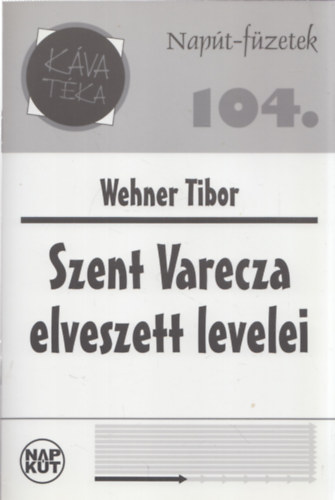 KÁVA
TÉKA
Napút-füzetek
104.
Wehner Tibor
Szent Varecza
elveszett levelei
NAP
KÚT